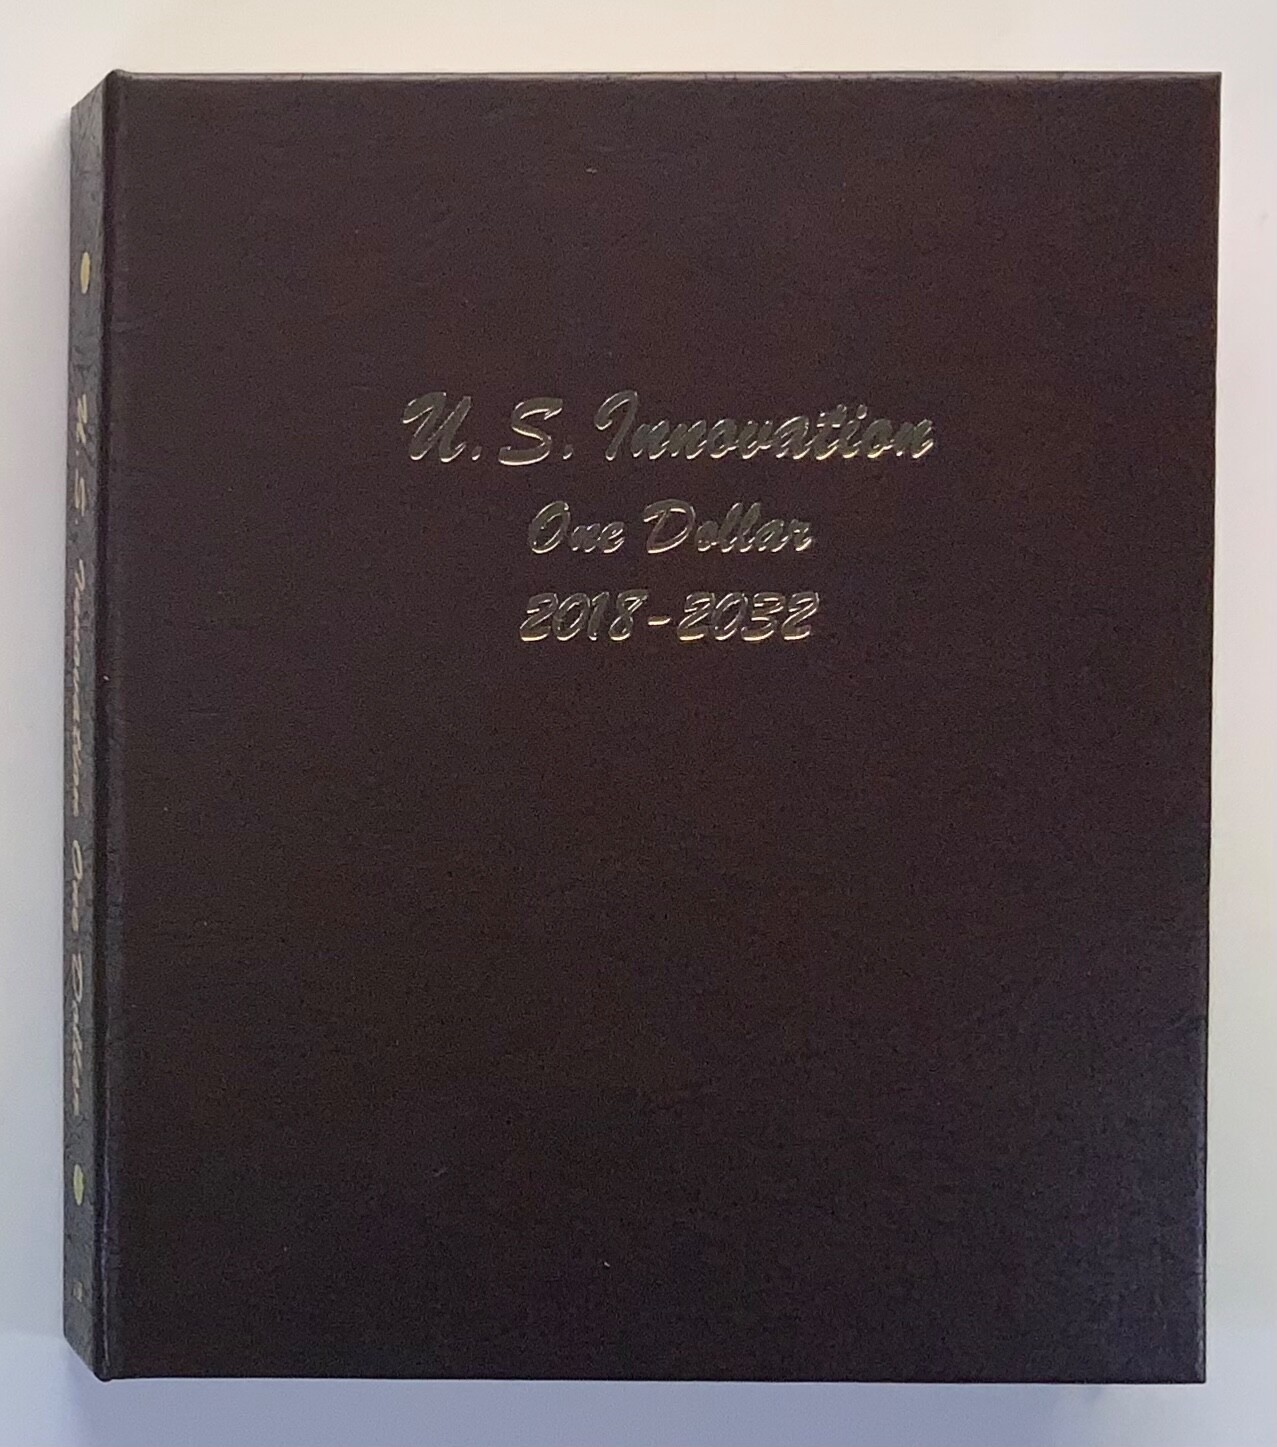 U. S. Innovation
One Dollar
2018-2032
U. S. Innovation One Dollar